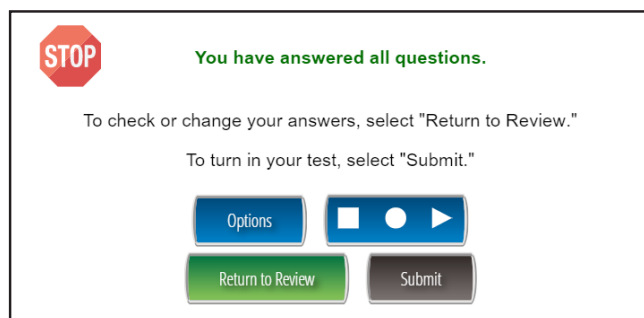 STOP
You have answered all questions.
To check or change your answers, select "Return to Review."
To turn in your test, select "Submit."
Options
Return to Review
Submit